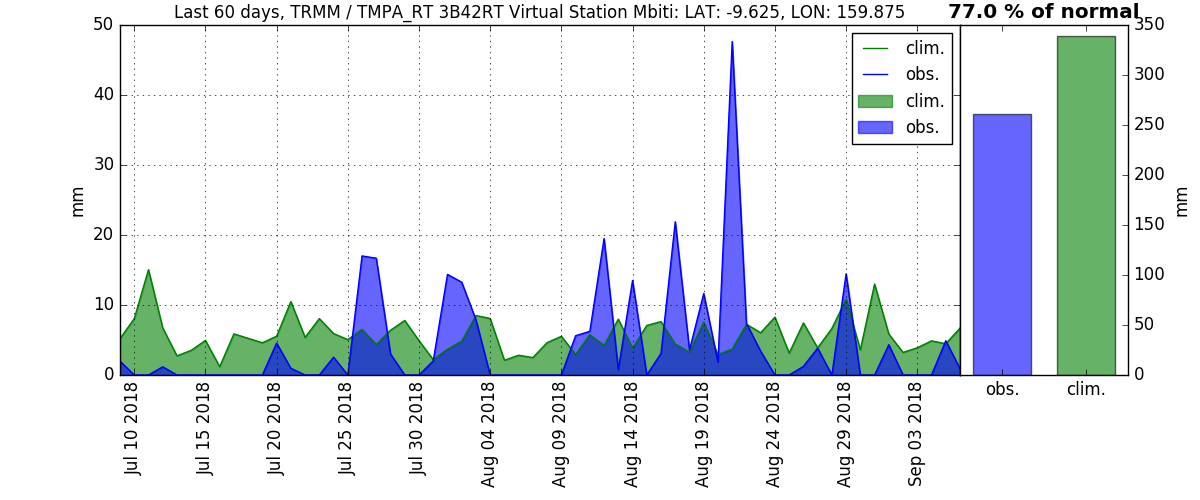 Last 60 days, TRMM / TMPA_RT 3B42RT Virtual Station Mbiti: LAT: -9.625, LON: 159.875
77.0 % of normal
50
40
30
20
10
0
mm
clim.
obs.
clim.
obs.
350
300
250
200
150
100
50
0
mm
obs.
clim.
Jul 10 2018
Jul 15 2018
Jul 20 2018
Jul 25 2018
Jul 30 2018
Aug 04 2018
Aug 09 2018
Aug 14 2018
Aug 19 2018
Aug 24 2018
Aug 29 2018
Sep 03 2018